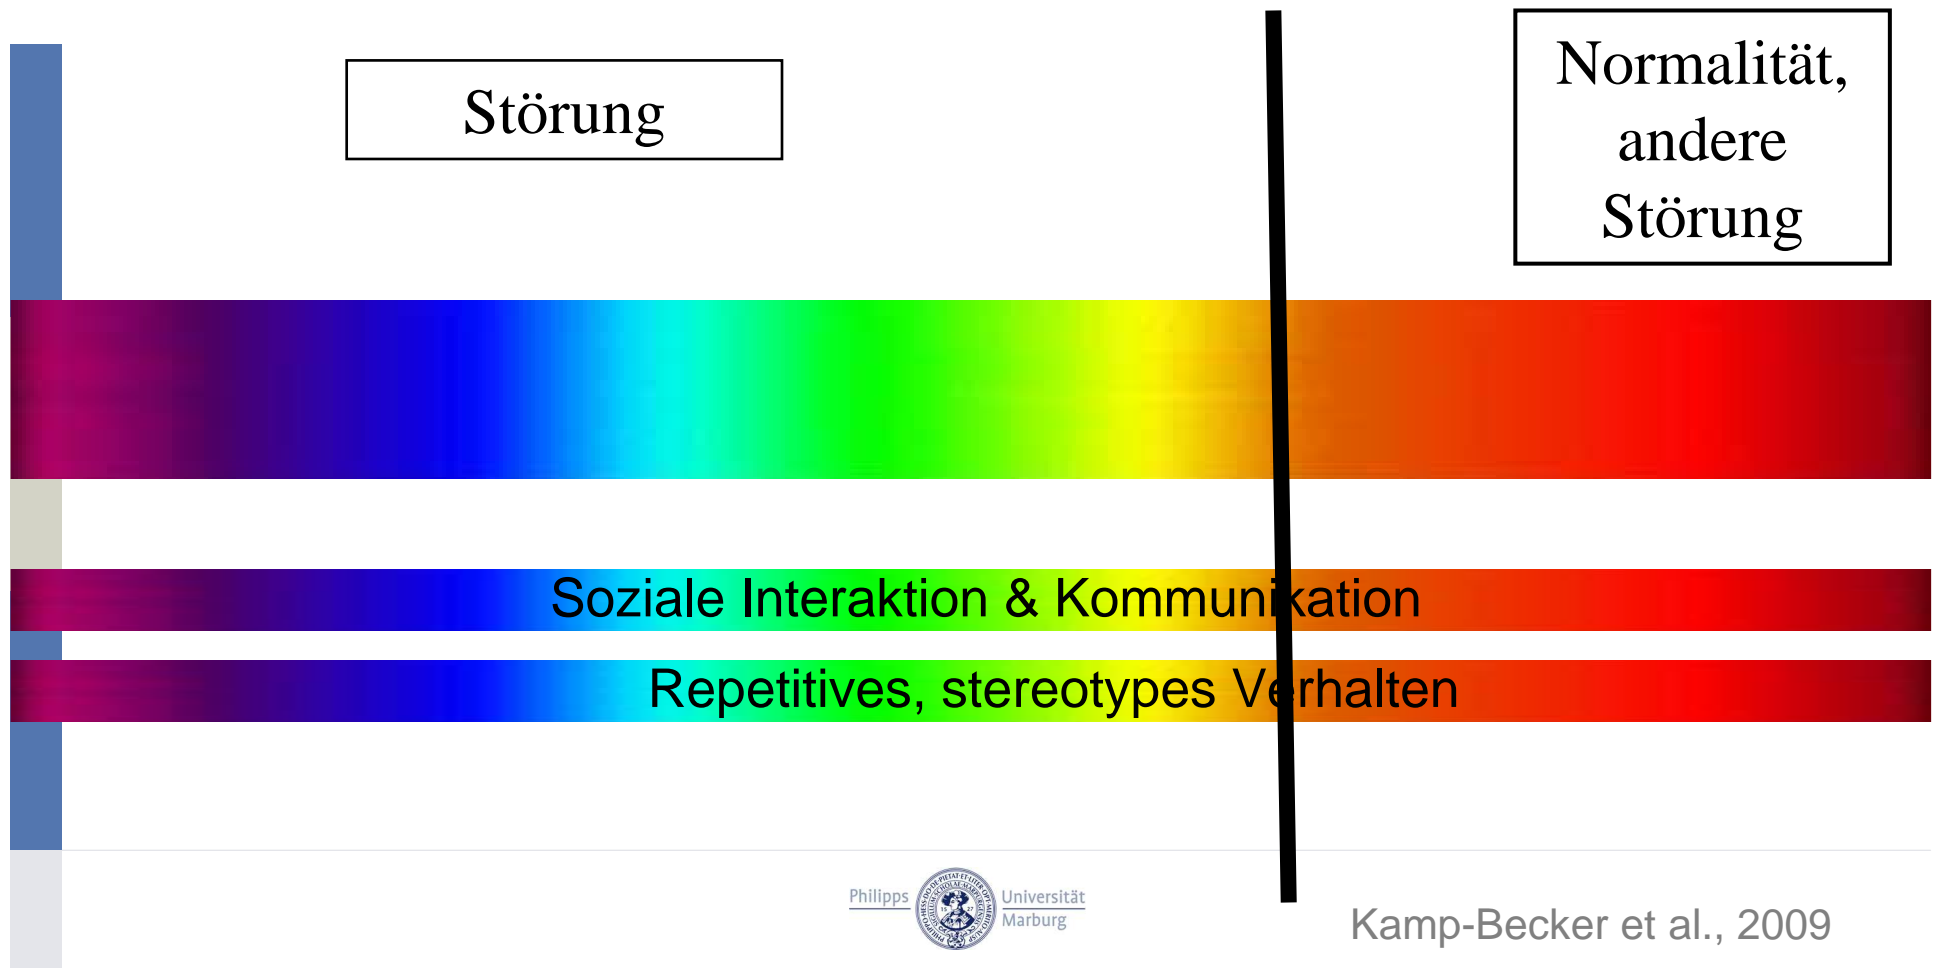 Störung
Normalität,
andere
Störung
Soziale Interaktion & Kommunikation
Repetitives, stereotypes Verhalten
Philipps Universität
Marburg
Kamp-Becker et al., 2009